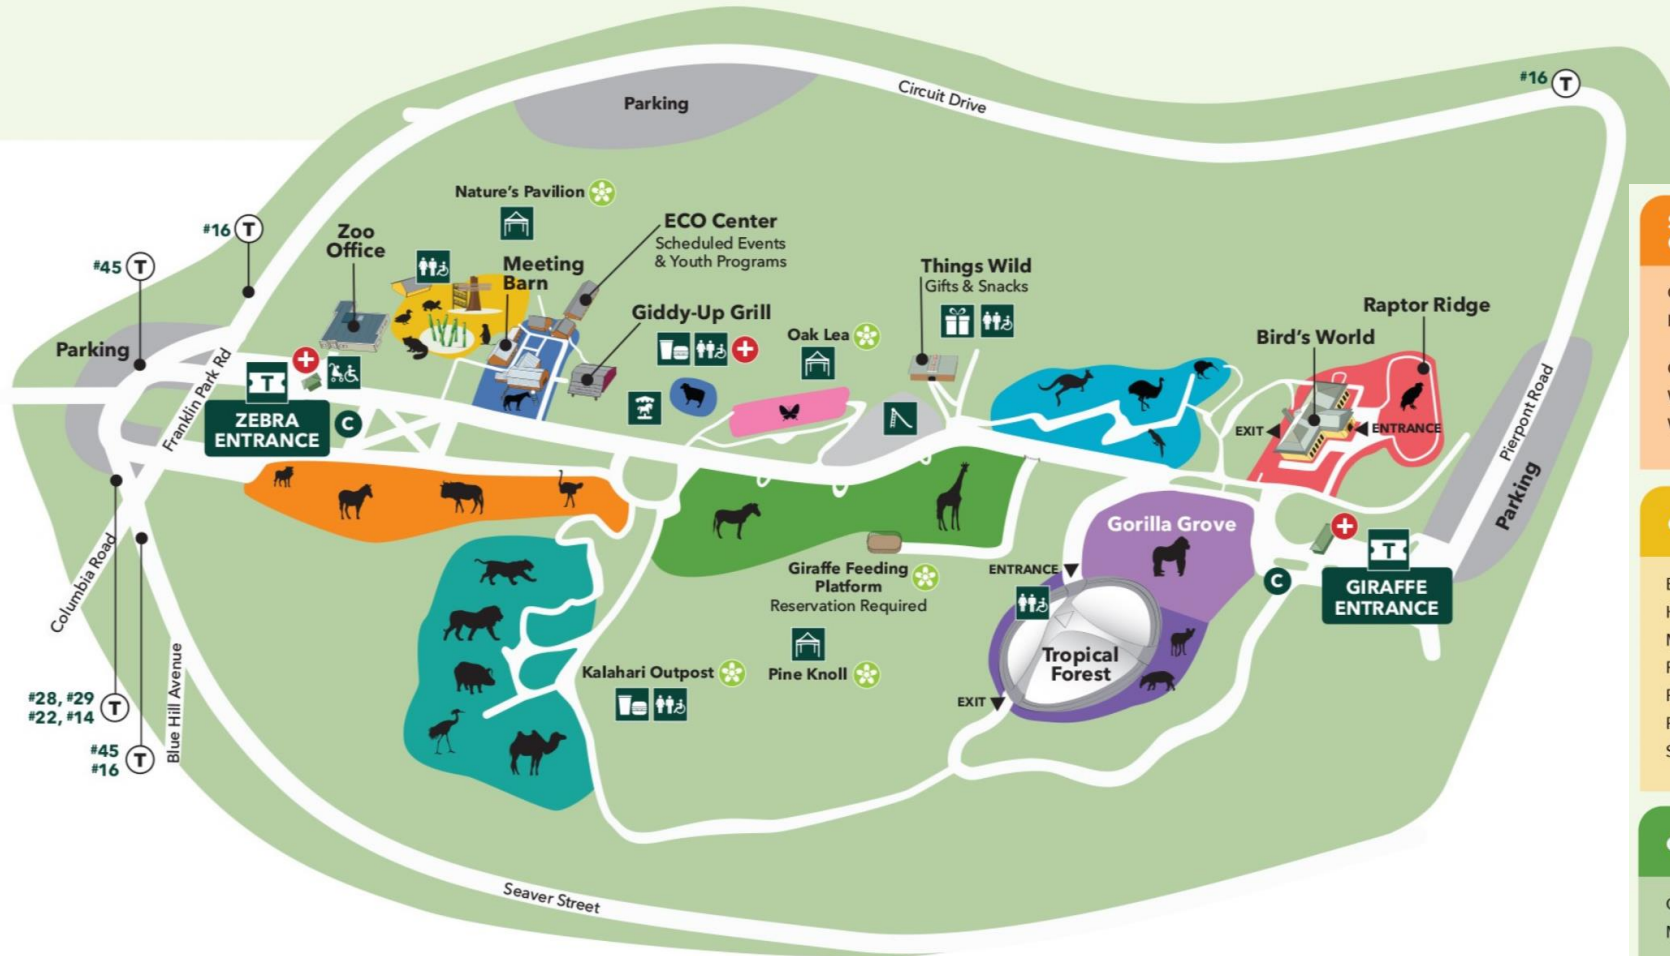 Parking
Circuit Drive
#16
T
Nature's Pavilion
#16
T
Zoo
Office
ECO Center
Scheduled Events
& Youth Programs
#45
T
Meeting
Barn
Things Wild
Gifts & Snacks
Giddy-Up Grill
Oak Lea
Raptor Ridge
Bird's World
Parking
Franklin Park Rd
T
ZEBRA
ENTRANCE
C
EXIT
ENTRANCE
Pierpont Road
Parking
Gorilla Grove
Columbia Road
Giraffe Feeding
Platform
Reservation Required
ENTRANCE
T
C
GIRAFFE
ENTRANCE
Kalahari Outpost
Pine Knoll
Tropical
Forest
EXIT
#28, #29
#22, #14
T
Blue Hill Avenue
#45
#16
T
Seaver Street